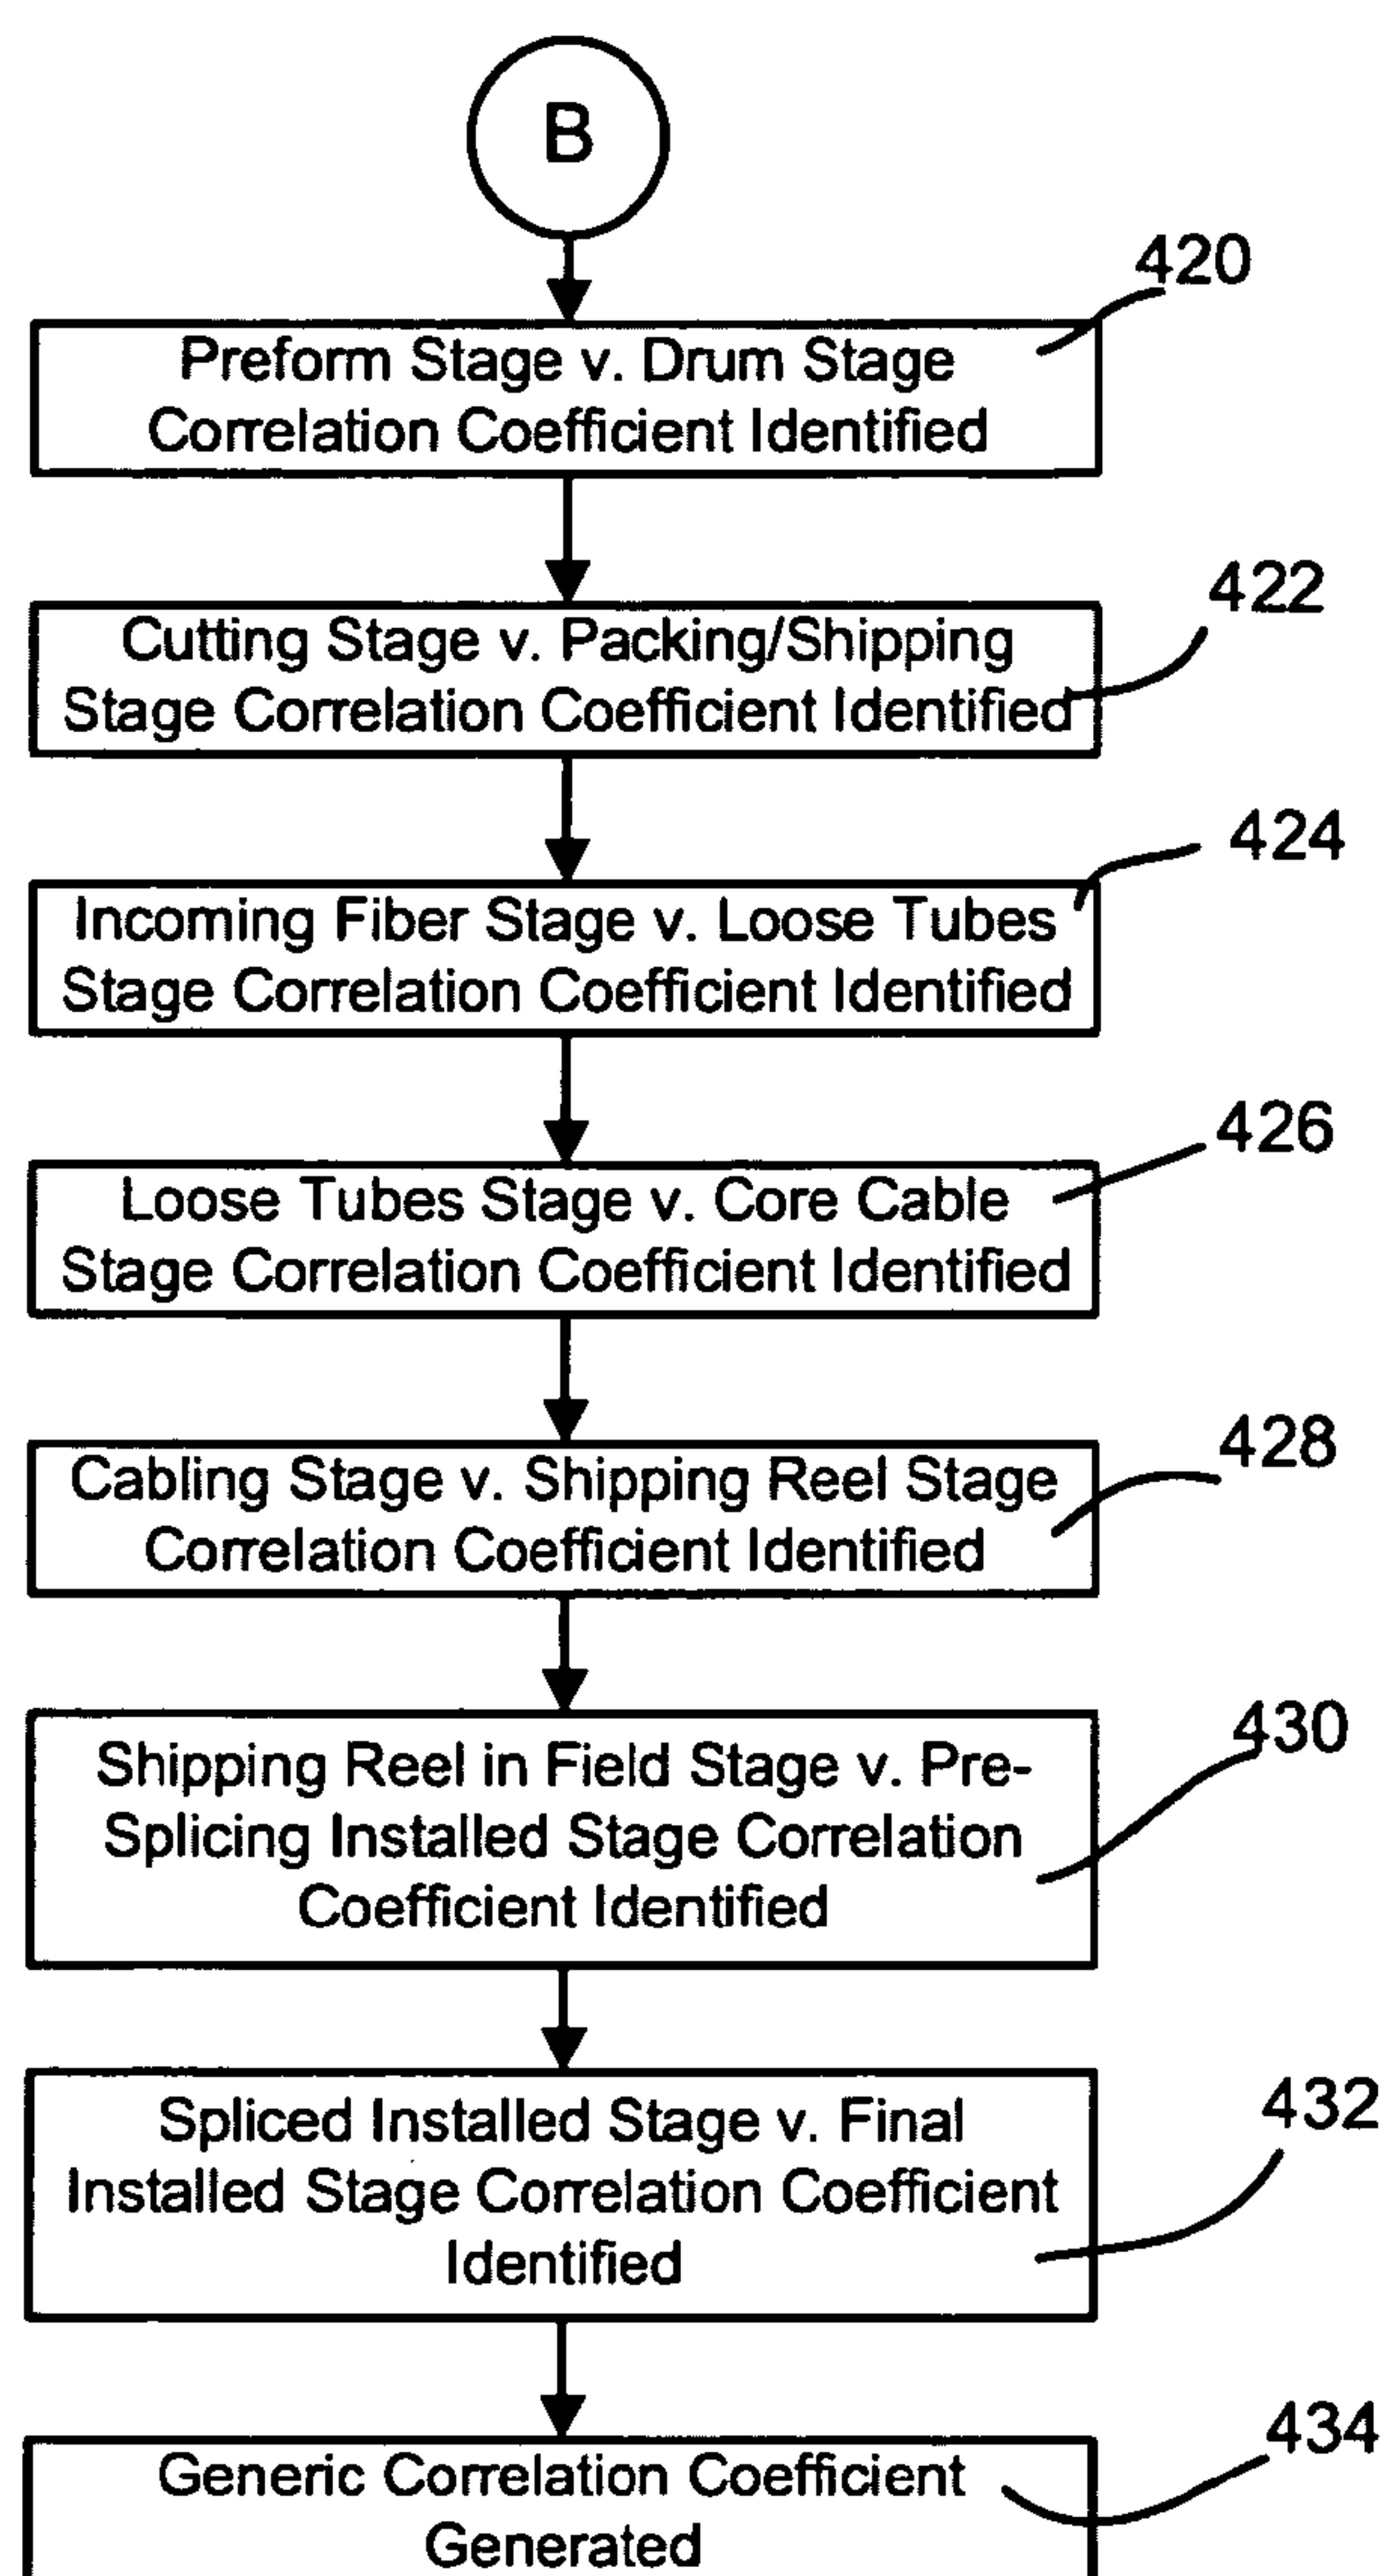 B
420
Preform Stage v. Drum Stage
Correlation Coefficient Identified
422
Cutting Stage v. Packing/Shipping
Stage Correlation Coefficient Identified
424
Incoming Fiber Stage v. Loose Tubes
Stage Correlation Coefficient Identified
426
Loose Tubes Stage v. Core Cable
Stage Correlation Coefficient Identified
428
Cabling Stage v. Shipping Reel Stage
Correlation Coefficient Identified
430
Shipping Reel in Field Stage v. Pre-
Splicing Installed Stage Correlation
Coefficient Identified
432
Spliced Installed Stage v. Final
Installed Stage Correlation Coefficient
Identified
434
Generic Correlation Coefficient
Generated